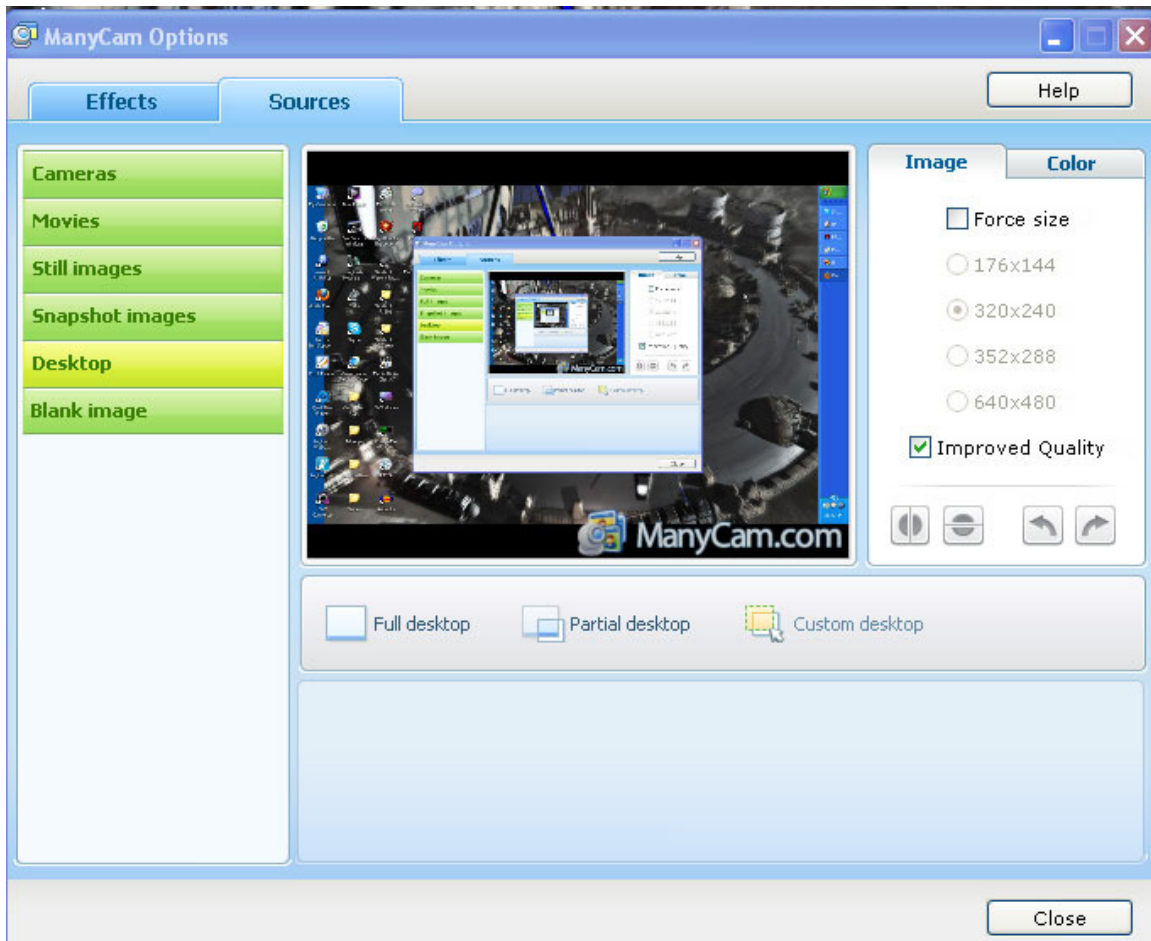 ManyCam Options
Effects
Sources
Help
Cameras
Movies
Still images
Snapshot images
Desktop
Blank image
ManyCam.com
Image
Color
Force size
176x144
320x240
352x288
640x480
Improved Quality
Full desktop
Partial desktop
Custom desktop
Close